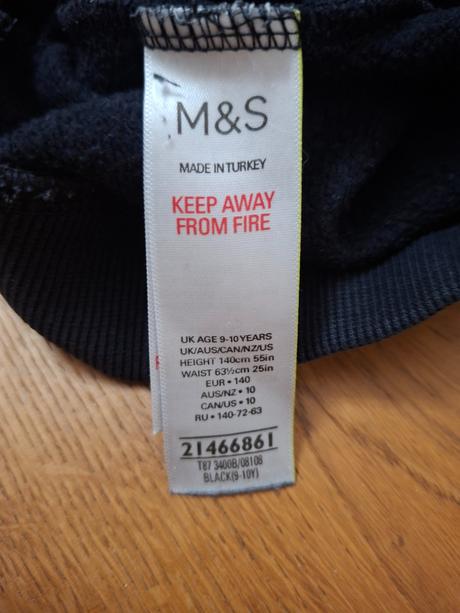 M&S
MADE IN TURKEY
KEEP AWAY
FROM FIRE
UK AGE 9-10 YEARS
UK/AUS/CAN/NZ/US
HEIGHT 140cm 55in
WAIST 63½cm 25in
EUR • 140
AUS/NZ • 10
CAN/US • 10
RU • 140-72-63
21466861
T87 3400B/08108
BLACK(9-10Y)